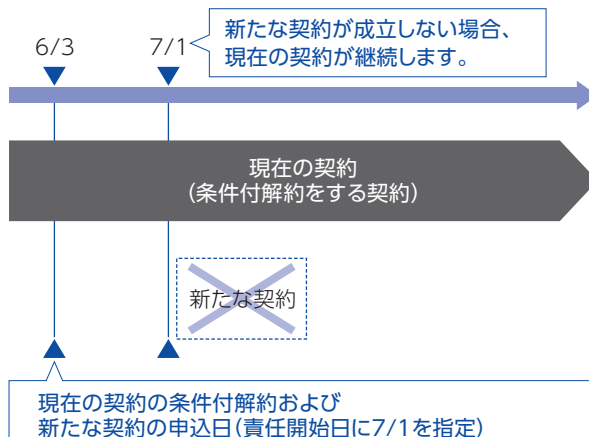 6/3
7/1
新たな契約が成立しない場合、
現在の契約が継続します。
現在の契約
(条件付解約をする契約)
新たな契約
現在の契約の条件付解約および
新たな契約の申込日(責任開始日に7/1を指定)